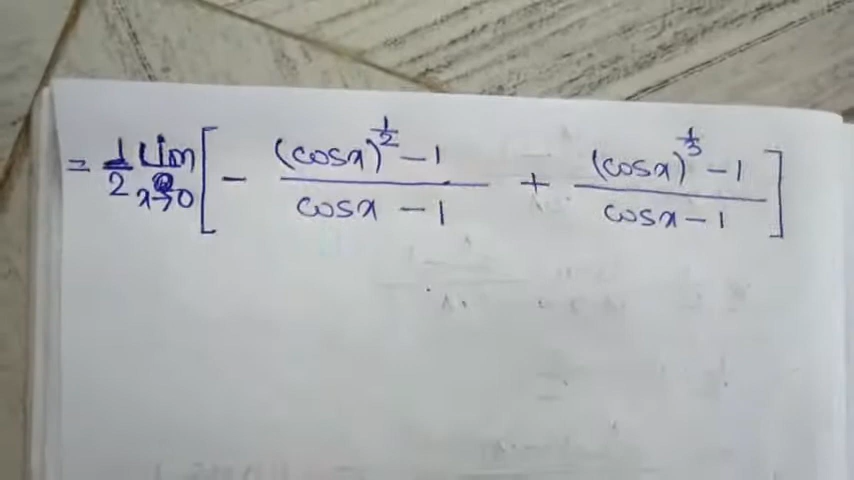 = 1/2 Lim x→0 [ - (cosx)^1/2 - 1 / cosx - 1 + (cosx)^1/3 - 1 / cosx - 1 ]